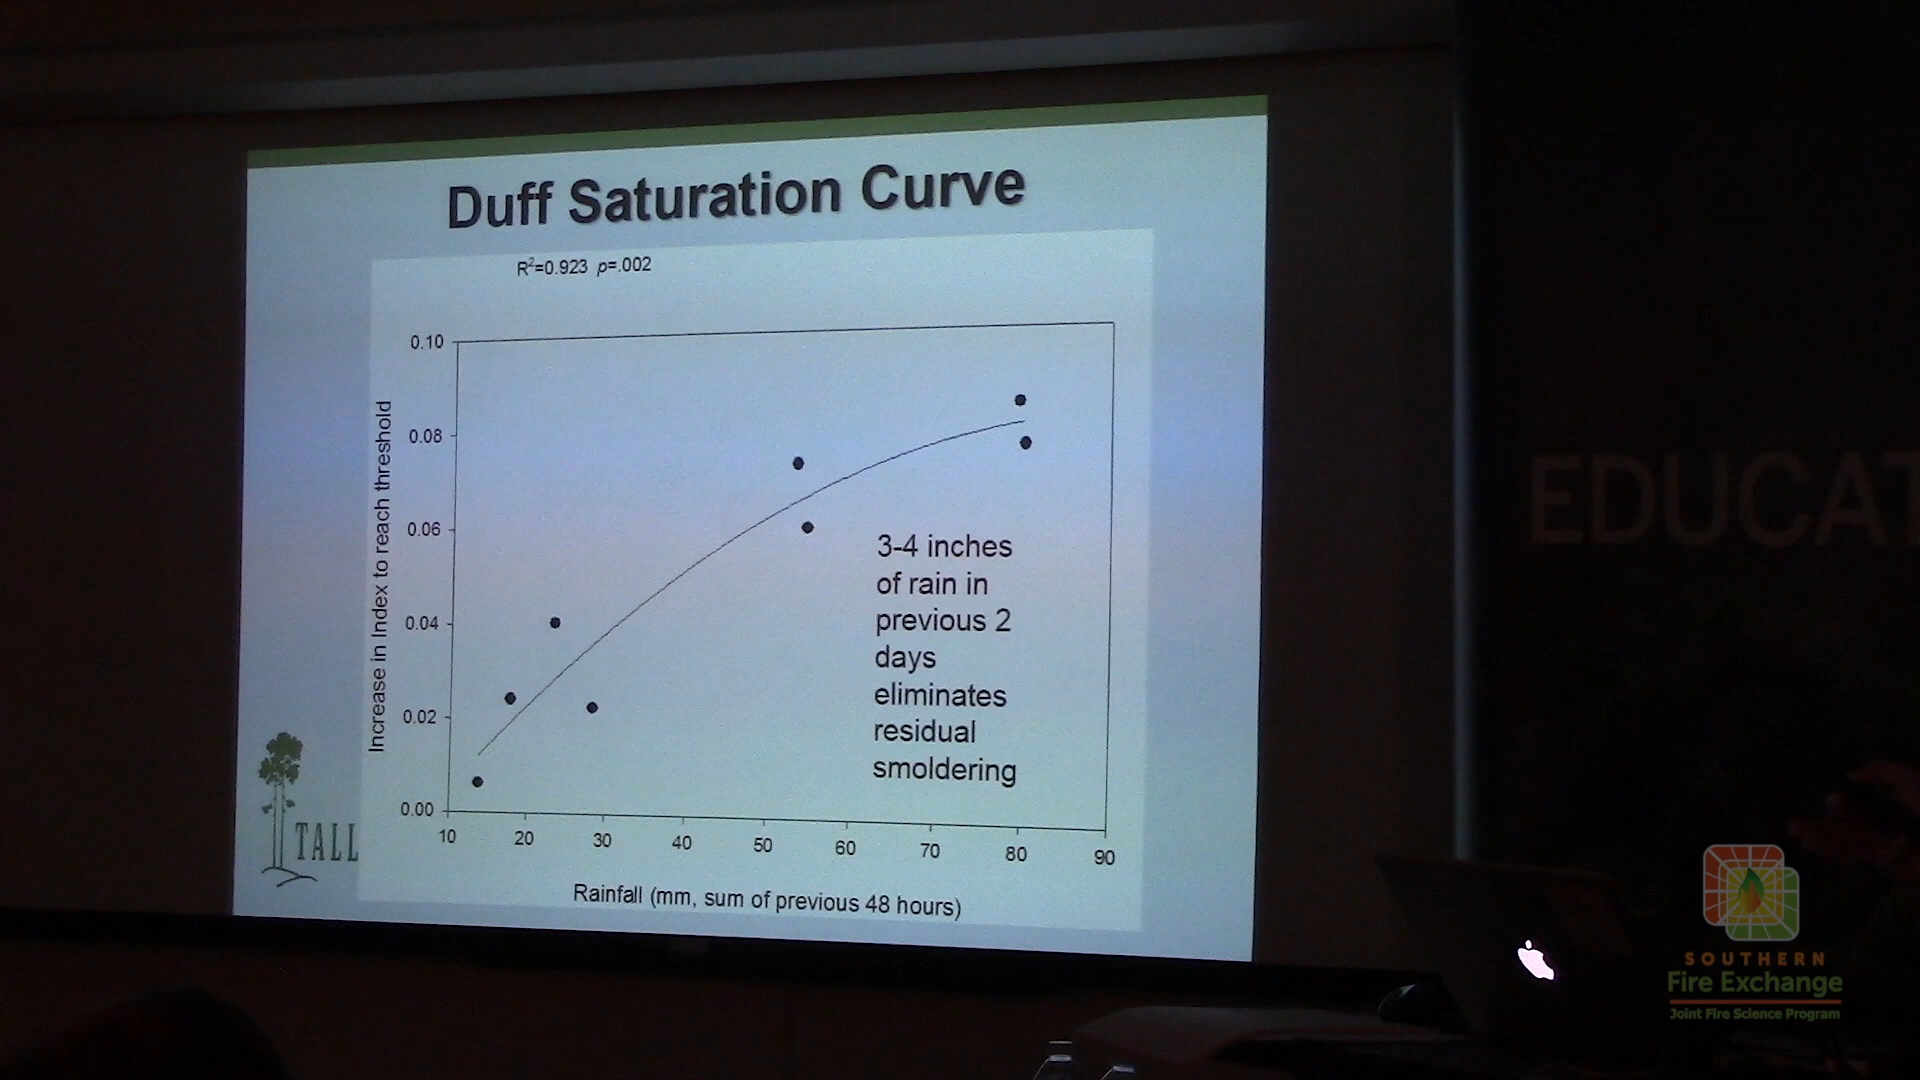 Duff Saturation Curve
R²=0.923 p=.002
Increase in Index to reach threshold
0.10
0.08
0.06
0.04
0.02
0.00
10 20 30 40 50 60 70 80 90
Rainfall (mm, sum of previous 48 hours)
3-4 inches
of rain in
previous 2
days
eliminates
residual
smoldering
TALL
EDUCAT
SOUTHERN
Fire Exchange
Joint Fire Science Program